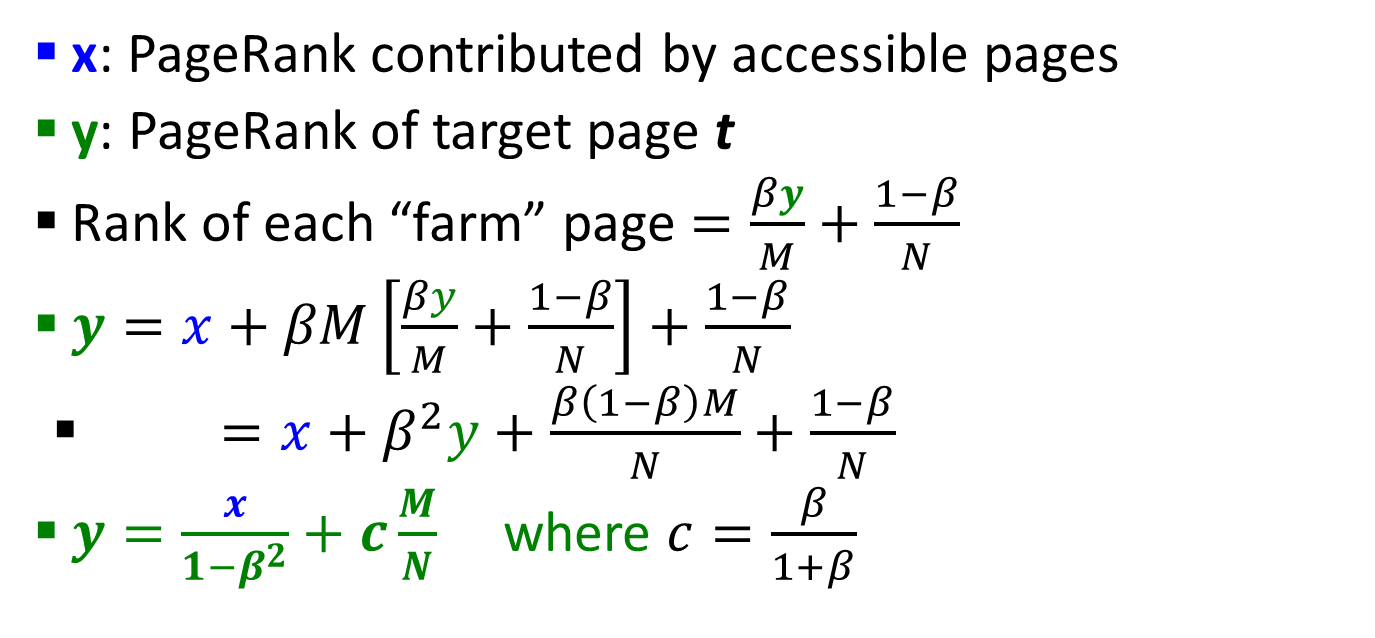 ▪ x: PageRank contributed by accessible pages
▪ y: PageRank of target page t
▪ Rank of each “farm” page = βy/M + (1−β)/N
▪ y = x + βM [βy/M + (1−β)/N] + (1−β)/N
▪ = x + β²y + β(1−β)M/N + (1−β)/N
▪ y = x/(1−β²) + c M/N where c = β/(1+β)